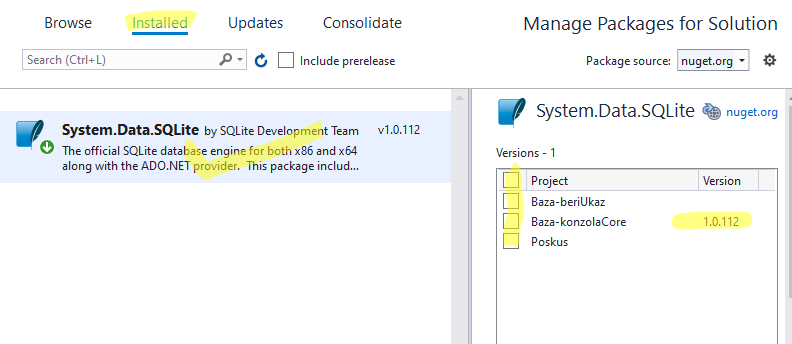 Browse Installed Updates Consolidate
Manage Packages for Solution
Search (Ctrl+L) Include prerelease
Package source: nuget.org
System.Data.SQLite by SQLite Development Team v1.0.112
The official SQLite database engine for both x86 and x64
along with the ADO.NET provider. This package includ...
System.Data.SQLite nuget.org
Versions - 1
Project Version
Baza-beriUkaz
Baza-konzolaCore 1.0.112
Poskus